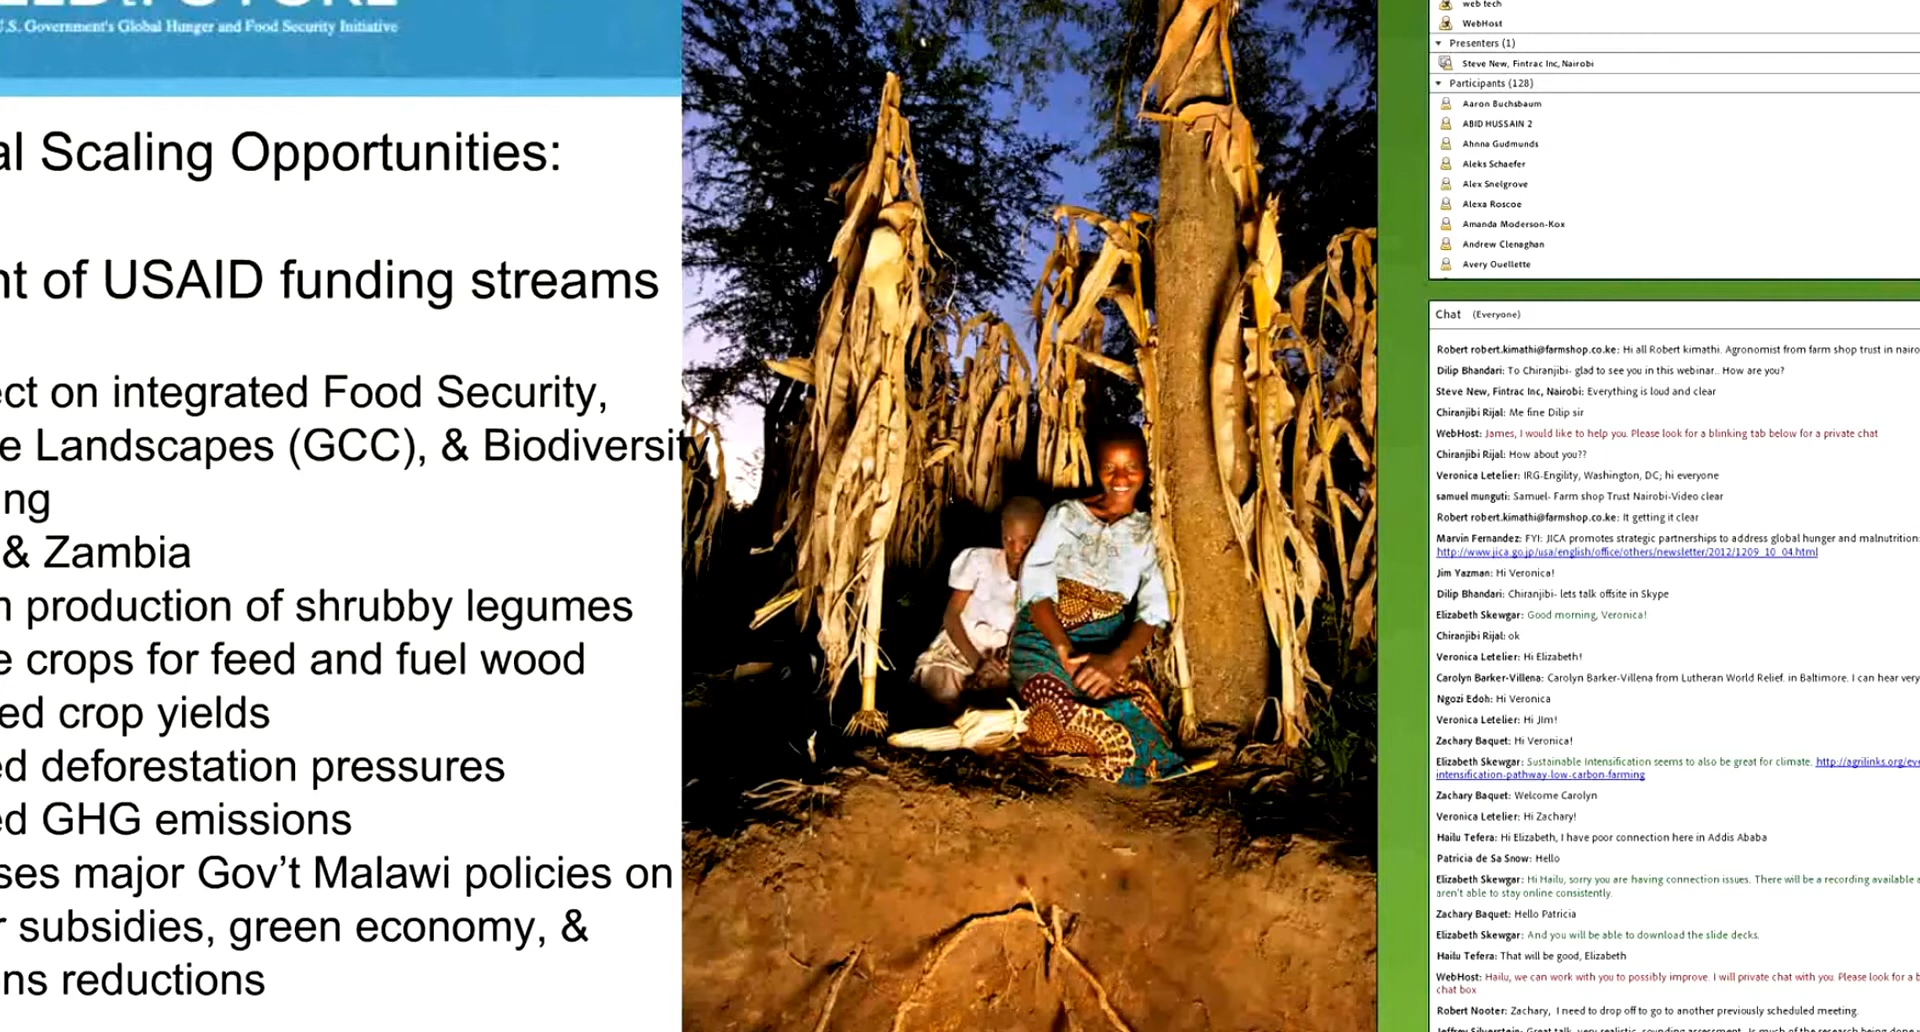 U.S. Government's Global Hunger and Food Security Initiative
al Scaling Opportunities:
nt of USAID funding streams
ect on integrated Food Security,
e Landscapes (GCC), & Biodiversity
ng
& Zambia
n production of shrubby legumes
e crops for feed and fuel wood
ed crop yields
ed deforestation pressures
ed GHG emissions
ses major Gov't Malawi policies on
r subsidies, green economy, &
ns reductions
web tech
WebHost
Presenters (1)
Steve New, Fintrac Inc, Nairobi
Participants (128)
Aaron Buchsbaum
ABID HUSSAIN 2
Ahnna Gudmunds
Aleks Schaefer
Alex Snelgrove
Alexa Roscoe
Amanda Moderson-Kox
Andrew Clenaghan
Avery Ouellette
Chat (Everyone)
Robert robert.kimathi@farmshop.co.ke: Hi all Robert kimathi. Agronomist from farm shop trust in nairo
Dilip Bhandari: To Chiranjibi- glad to see you in this webinar.. How are you?
Steve New, Fintrac Inc, Nairobi: Everything is loud and clear
Chiranjibi Rijal: Me fine Dilip sir
WebHost: James, I would like to help you. Please look for a blinking tab below for a private chat
Chiranjibi Rijal: How about you??
Veronica Letelier: IRG-Engility, Washington, DC; hi everyone
samuel munguti: Samuel- Farm shop Trust Nairobi-Video clear
Robert robert.kimathi@farmshop.co.ke: It getting it clear
Marvin Fernandez: FYI: JICA promotes strategic partnerships to address global hunger and malnutrition:
http://www.jica.go.jp/usa/english/office/others/newsletter/2012/1209_10_04.html
Jim Yazman: Hi Veronica!
Dilip Bhandari: Chiranjibi- lets talk offsite in Skype
Elizabeth Skewgar: Good morning, Veronica!
Chiranjibi Rijal: ok
Veronica Letelier: Hi Elizabeth!
Carolyn Barker-Villena: Carolyn Barker-Villena from Lutheran World Relief. in Baltimore. I can hear very
Ngozi Edoh: Hi Veronica
Veronica Letelier: Hi JIm!
Zachary Baquet: Hi Veronica!
Elizabeth Skewgar: Sustainable Intensification seems to also be great for climate. http://agrilinks.org/eve
intensification-pathway-low-carbon-farming
Zachary Baquet: Welcome Carolyn
Veronica Letelier: Hi Zachary!
Hailu Tefera: Hi Elizabeth, I have poor connection here in Addis Ababa
Patricia de Sa Snow: Hello
Elizabeth Skewgar: Hi Hailu, sorry you are having connection issues. There will be a recording available a
aren't able to stay online consistently.
Zachary Baquet: Hello Patricia
Elizabeth Skewgar: And you will be able to download the slide decks.
Hailu Tefera: That will be good, Elizabeth
WebHost: Hailu, we can work with you to possibly improve. I will private chat with you. Please look for a b
chat box
Robert Nooter: Zachary, I need to drop off to go to another previously scheduled meeting.